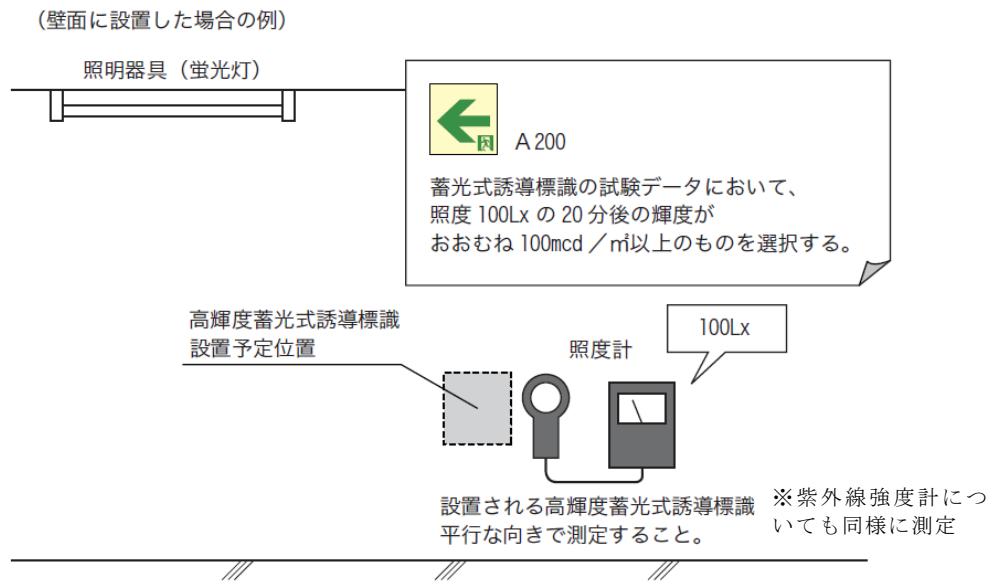 （壁面に設置した場合の例）
照明器具（蛍光灯）
A 200
蓄光式誘導標識の試験データにおいて、
照度 100Lx の 20 分後の輝度が
おおむね 100mcd ／㎡以上のものを選択する。
高輝度蓄光式誘導標識
設置予定位置
照度計
100Lx
設置される高輝度蓄光式誘導標識
平行な向きで測定すること。
※紫外線強度計につ
いても同様に測定